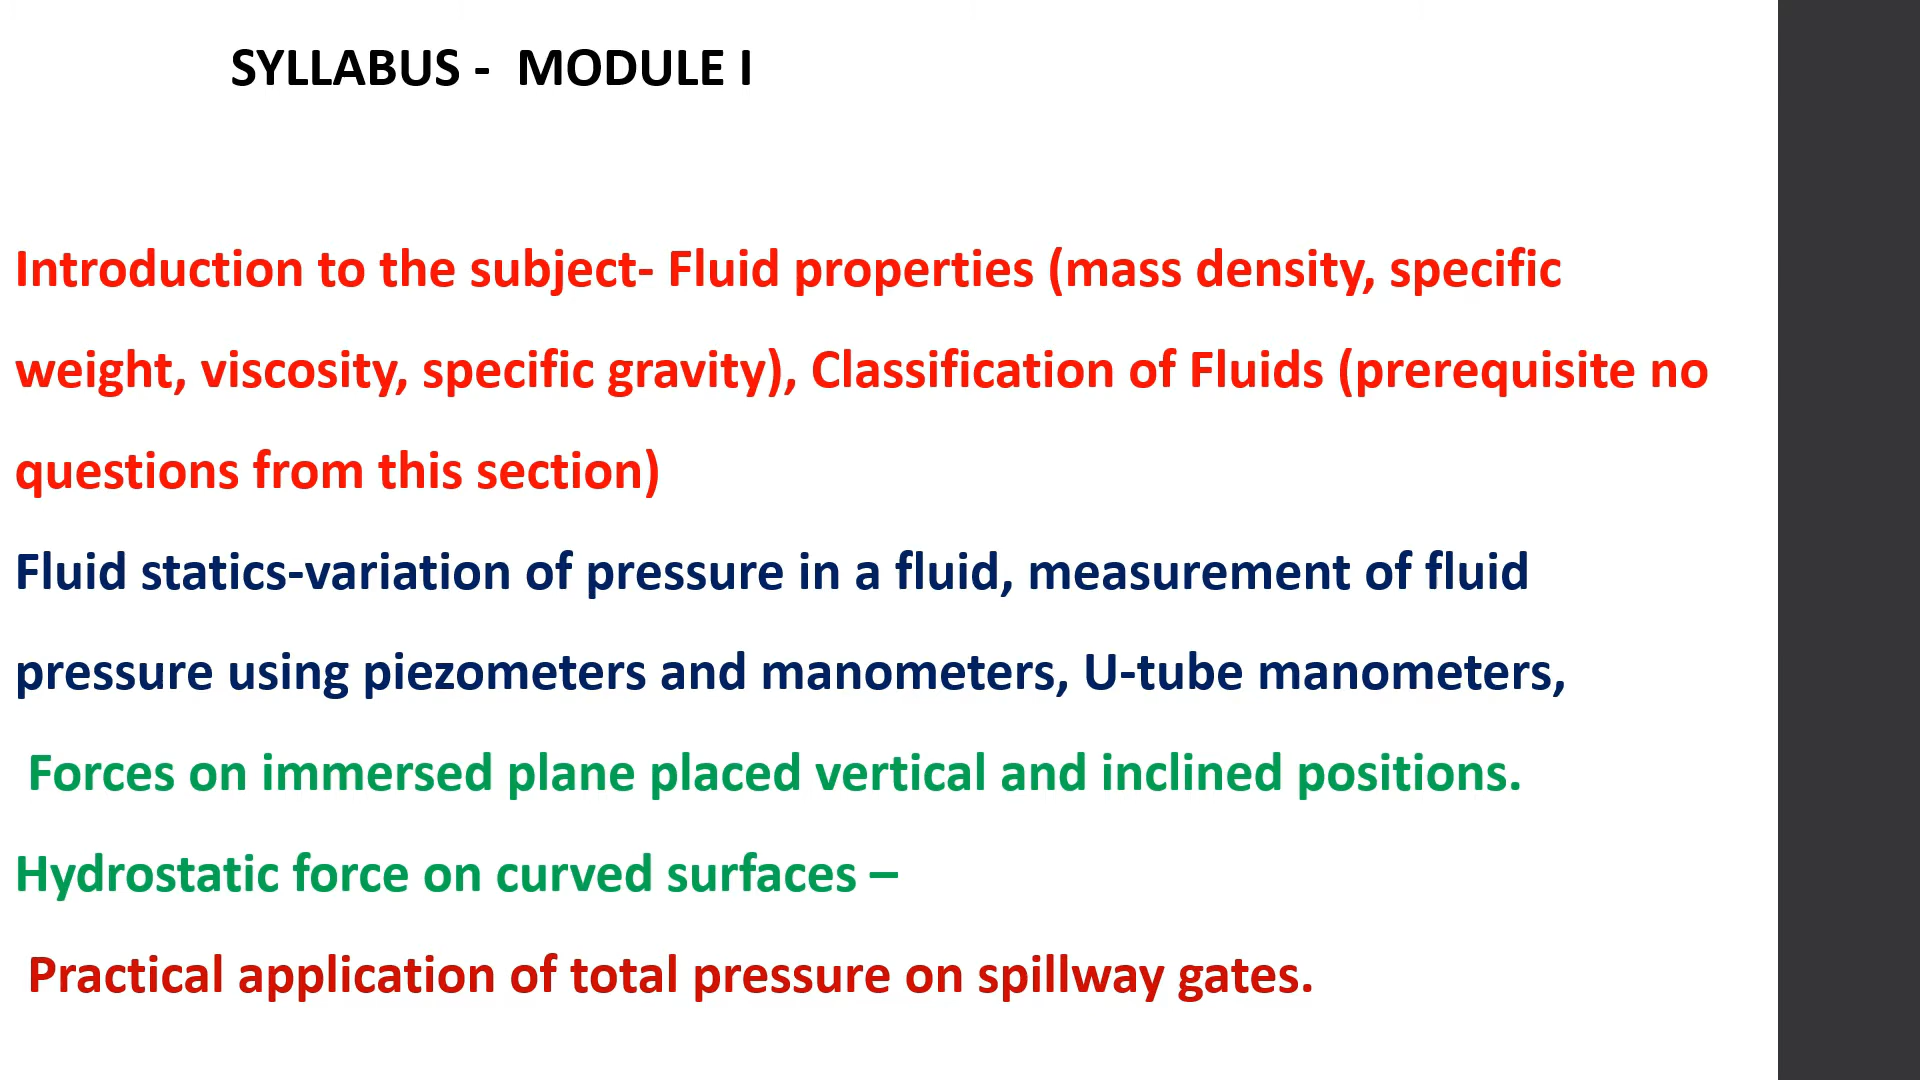 SYLLABUS - MODULE I
Introduction to the subject- Fluid properties (mass density, specific
weight, viscosity, specific gravity), Classification of Fluids (prerequisite no
questions from this section)
Fluid statics-variation of pressure in a fluid, measurement of fluid
pressure using piezometers and manometers, U-tube manometers,
Forces on immersed plane placed vertical and inclined positions.
Hydrostatic force on curved surfaces –
Practical application of total pressure on spillway gates.